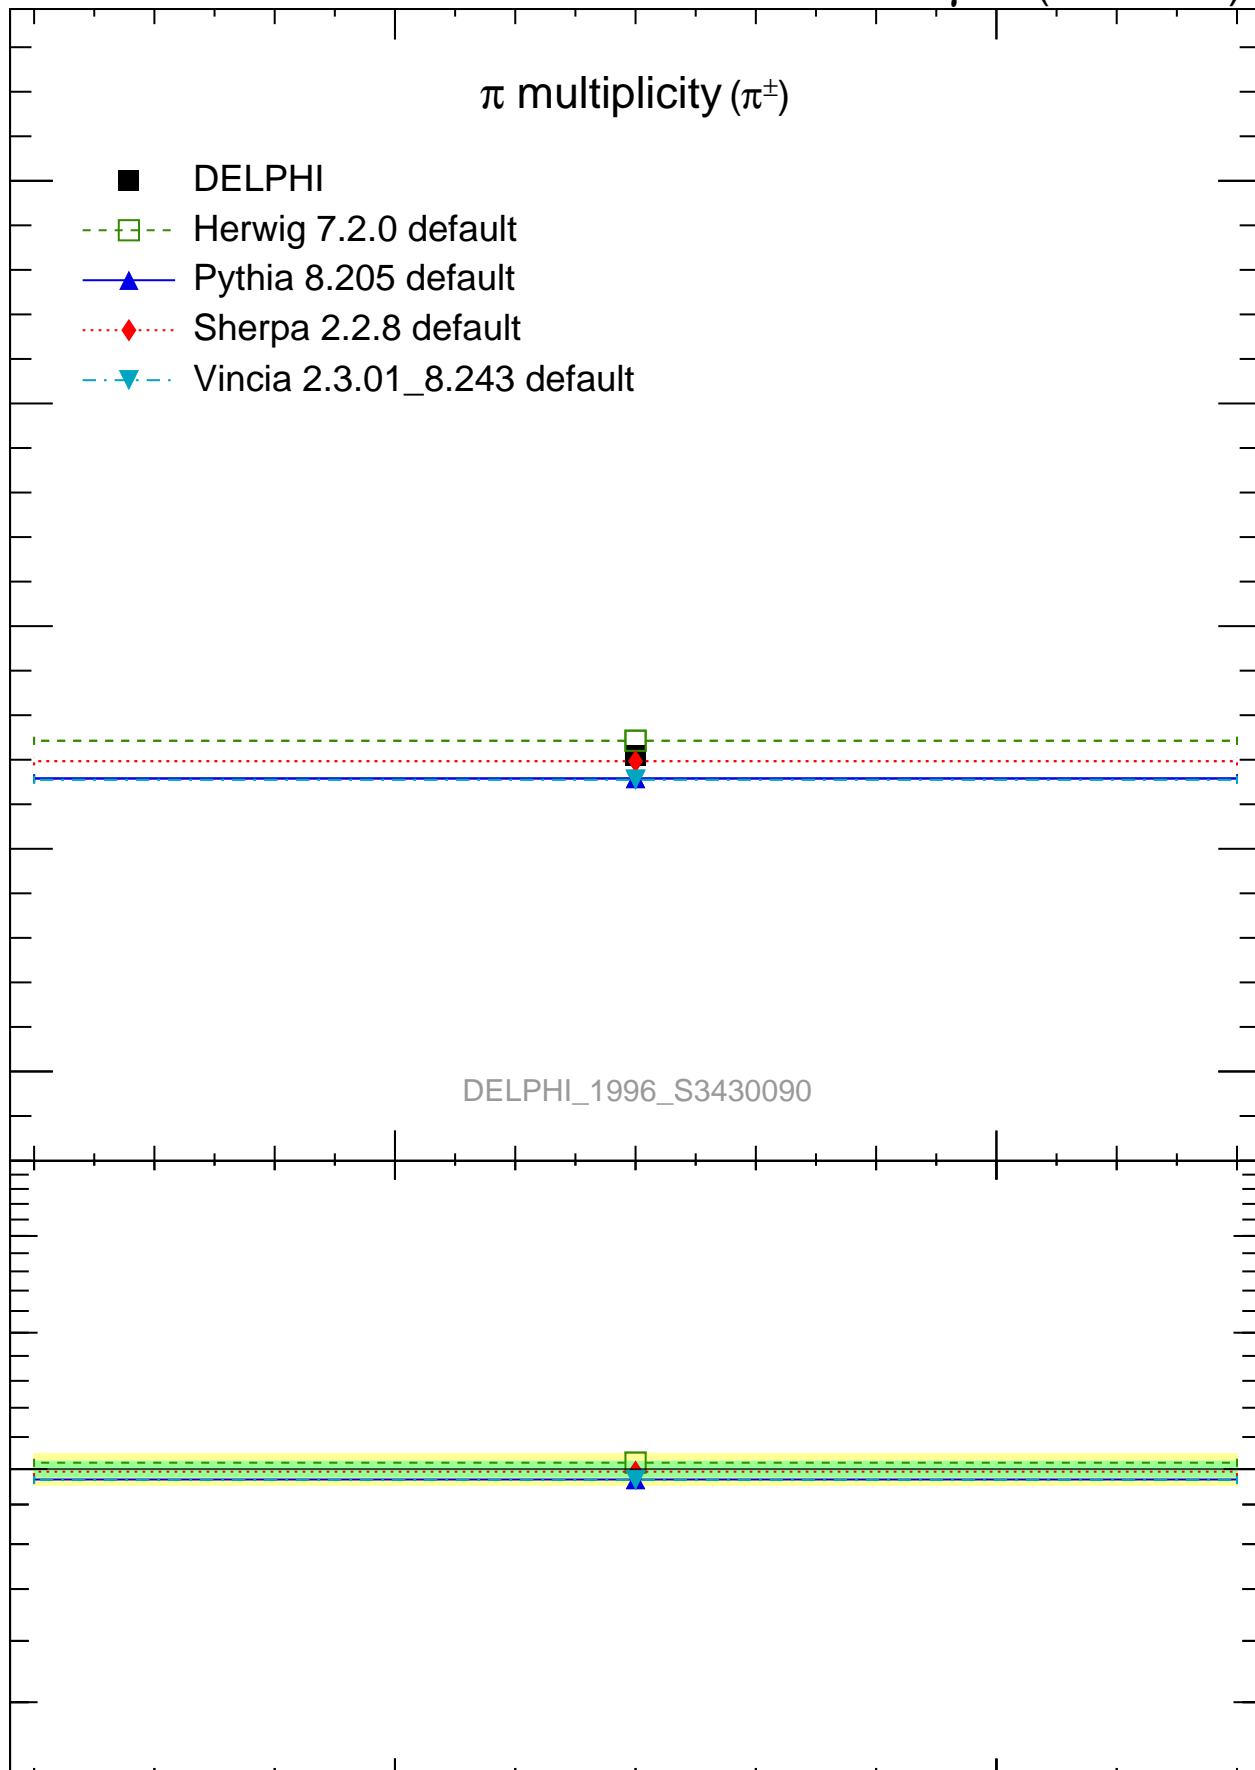 π multiplicity (π±)
DELPHI
Herwig 7.2.0 default
Pythia 8.205 default
Sherpa 2.2.8 default
Vincia 2.3.01_8.243 default
DELPHI_1996_S3430090